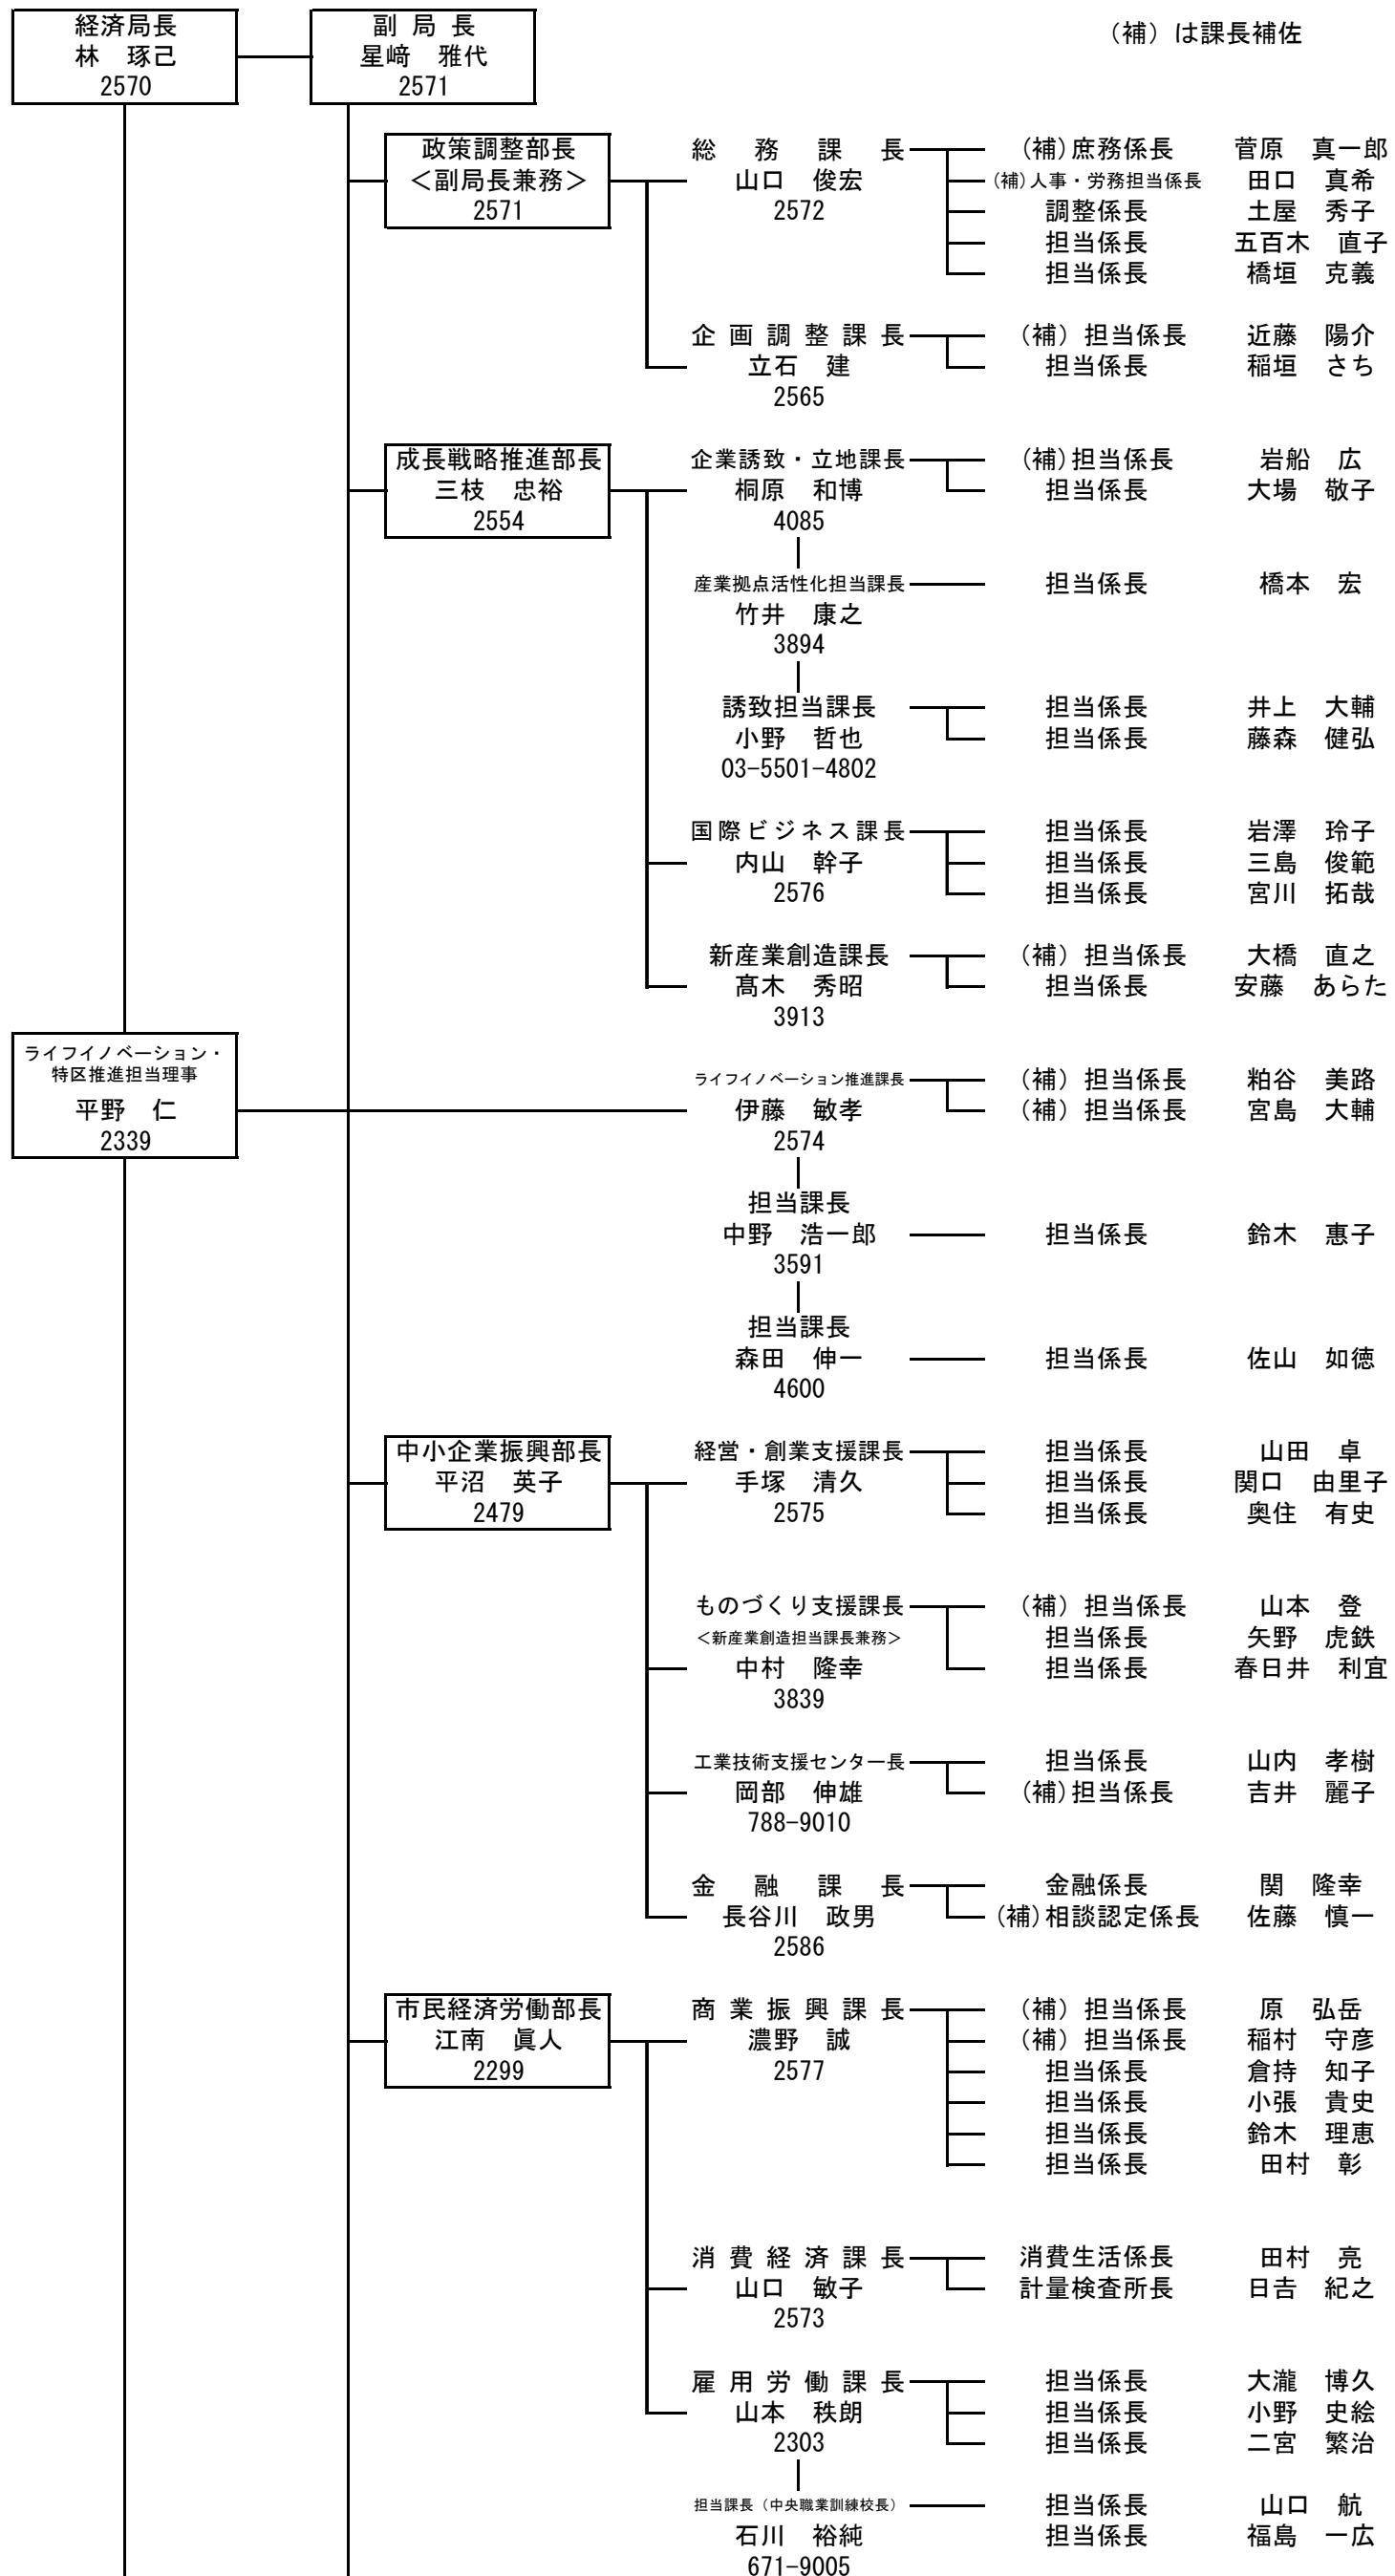 経済局長
林 琢己
2570
副局長
星﨑 雅代
2571
（補）は課長補佐
政策調整部長
＜副局長兼務＞
2571
総務課長
山口 俊宏
2572
(補)庶務係長 菅原 真一郎
(補)人事・労務担当係長 田口 真希
調整係長 土屋 秀子
担当係長 五百木 直子
担当係長 橋垣 克義
企画調整課長
立石 建
2565
（補）担当係長 近藤 陽介
担当係長 稲垣 さち
成長戦略推進部長
三枝 忠裕
2554
企業誘致・立地課長
桐原 和博
4085
(補)担当係長 岩船 広
担当係長 大場 敬子
産業拠点活性化担当課長
竹井 康之
3894
担当係長 橋本 宏
誘致担当課長
小野 哲也
03-5501-4802
担当係長 井上 大輔
担当係長 藤森 健弘
国際ビジネス課長
内山 幹子
2576
担当係長 岩澤 玲子
担当係長 三島 俊範
担当係長 宮川 拓哉
新産業創造課長
髙木 秀昭
3913
（補）担当係長 大橋 直之
担当係長 安藤 あらた
ライフイノベーション・
特区推進担当理事
平野 仁
2339
ライフイノベーション推進課長
伊藤 敏孝
2574
（補）担当係長 粕谷 美路
（補）担当係長 宮島 大輔
担当課長
中野 浩一郎
3591
担当係長 鈴木 惠子
担当課長
森田 伸一
4600
担当係長 佐山 如徳
中小企業振興部長
平沼 英子
2479
経営・創業支援課長
手塚 清久
2575
担当係長 山田 卓
担当係長 関口 由里子
担当係長 奥住 有史
ものづくり支援課長
＜新産業創造担当課長兼務＞
中村 隆幸
3839
（補）担当係長 山本 登
担当係長 矢野 虎鉄
担当係長 春日井 利宜
工業技術支援センター長
岡部 伸雄
788-9010
担当係長 山内 孝樹
(補)担当係長 吉井 麗子
金融課長
長谷川 政男
2586
金融係長 関 隆幸
(補)相談認定係長 佐藤 慎一
市民経済労働部長
江南 眞人
2299
商業振興課長
濃野 誠
2577
（補）担当係長 原 弘岳
（補）担当係長 稲村 守彦
担当係長 倉持 知子
担当係長 小張 貴史
担当係長 鈴木 理恵
担当係長 田村 彰
消費経済課長
山口 敏子
2573
消費生活係長 田村 亮
計量検査所長 日吉 紀之
雇用労働課長
山本 秩朗
2303
担当係長 大瀧 博久
担当係長 小野 史絵
担当係長 二宮 繁治
担当課長（中央職業訓練校長）
石川 裕純
671-9005
担当係長 山口 航
担当係長 福島 一広